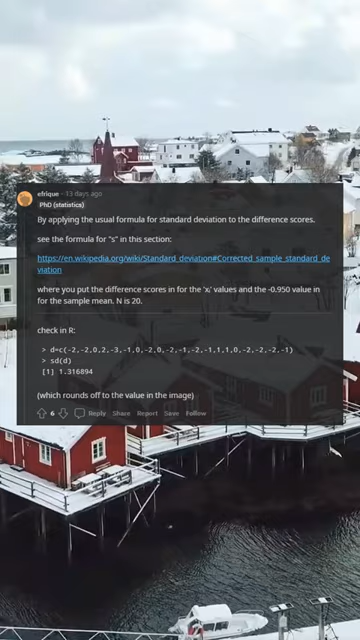 efrique · 13 days ago
PhD (statistics)
By applying the usual formula for standard deviation to the difference scores.
see the formula for "s" in this section:
https://en.wikipedia.org/wiki/Standard_deviation#Corrected_sample_standard_de
viation
where you put the difference scores in for the 'xᵢ' values and the -0.950 value in
for the sample mean. N is 20.
check in R:
> d=c(-2,-2,0,2,-3,-1,0,-2,0,-2,-1,-2,-1,1,1,0,-2,-2,-2,-1)
> sd(d)
[1] 1.316894
(which rounds off to the value in the image)
6 Reply Share Report Save Follow